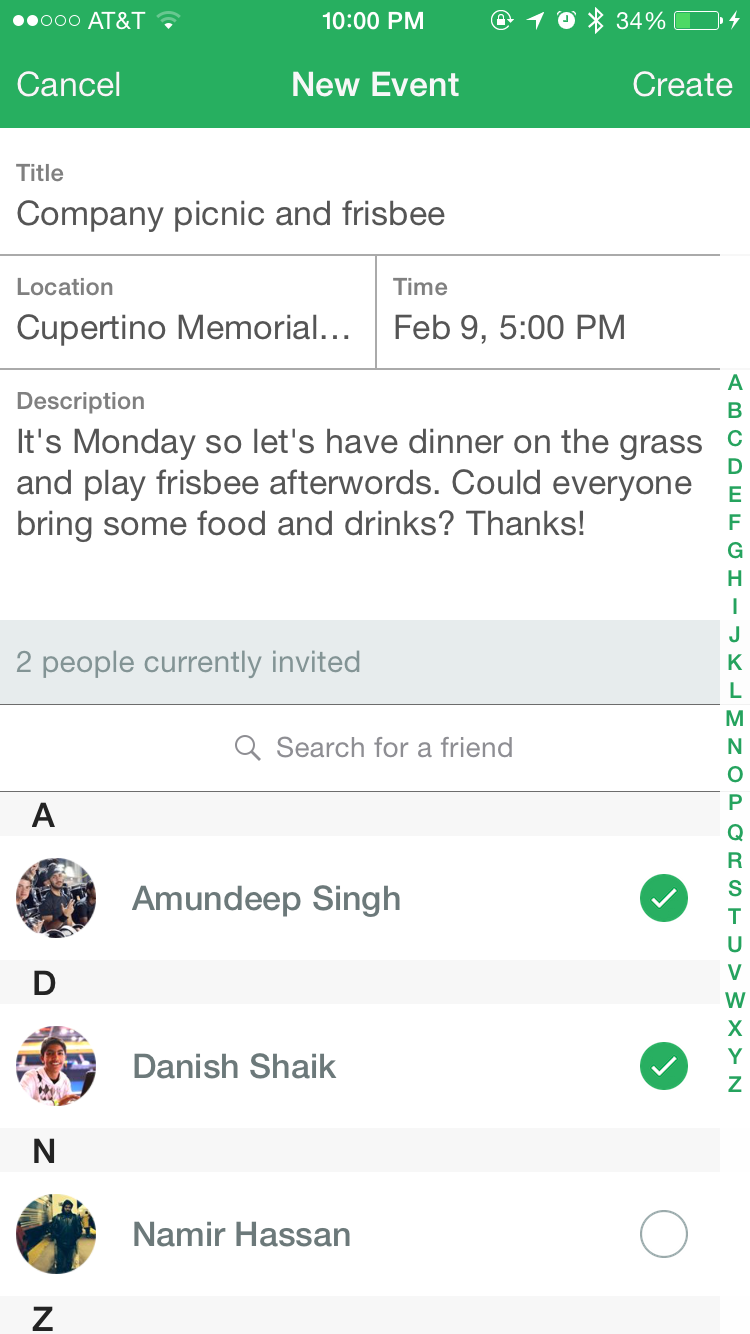 AT&T 10:00 PM 34%
Cancel New Event Create
Title
Company picnic and frisbee
Location Time
Cupertino Memorial... Feb 9, 5:00 PM
Description
It's Monday so let's have dinner on the grass
and play frisbee afterwords. Could everyone
bring some food and drinks? Thanks!
2 people currently invited
Search for a friend
A
Amundeep Singh
D
Danish Shaik
N
Namir Hassan
Z
A
B
C
D
E
F
G
H
I
J
K
L
M
N
O
P
Q
R
S
T
U
V
W
X
Y
Z